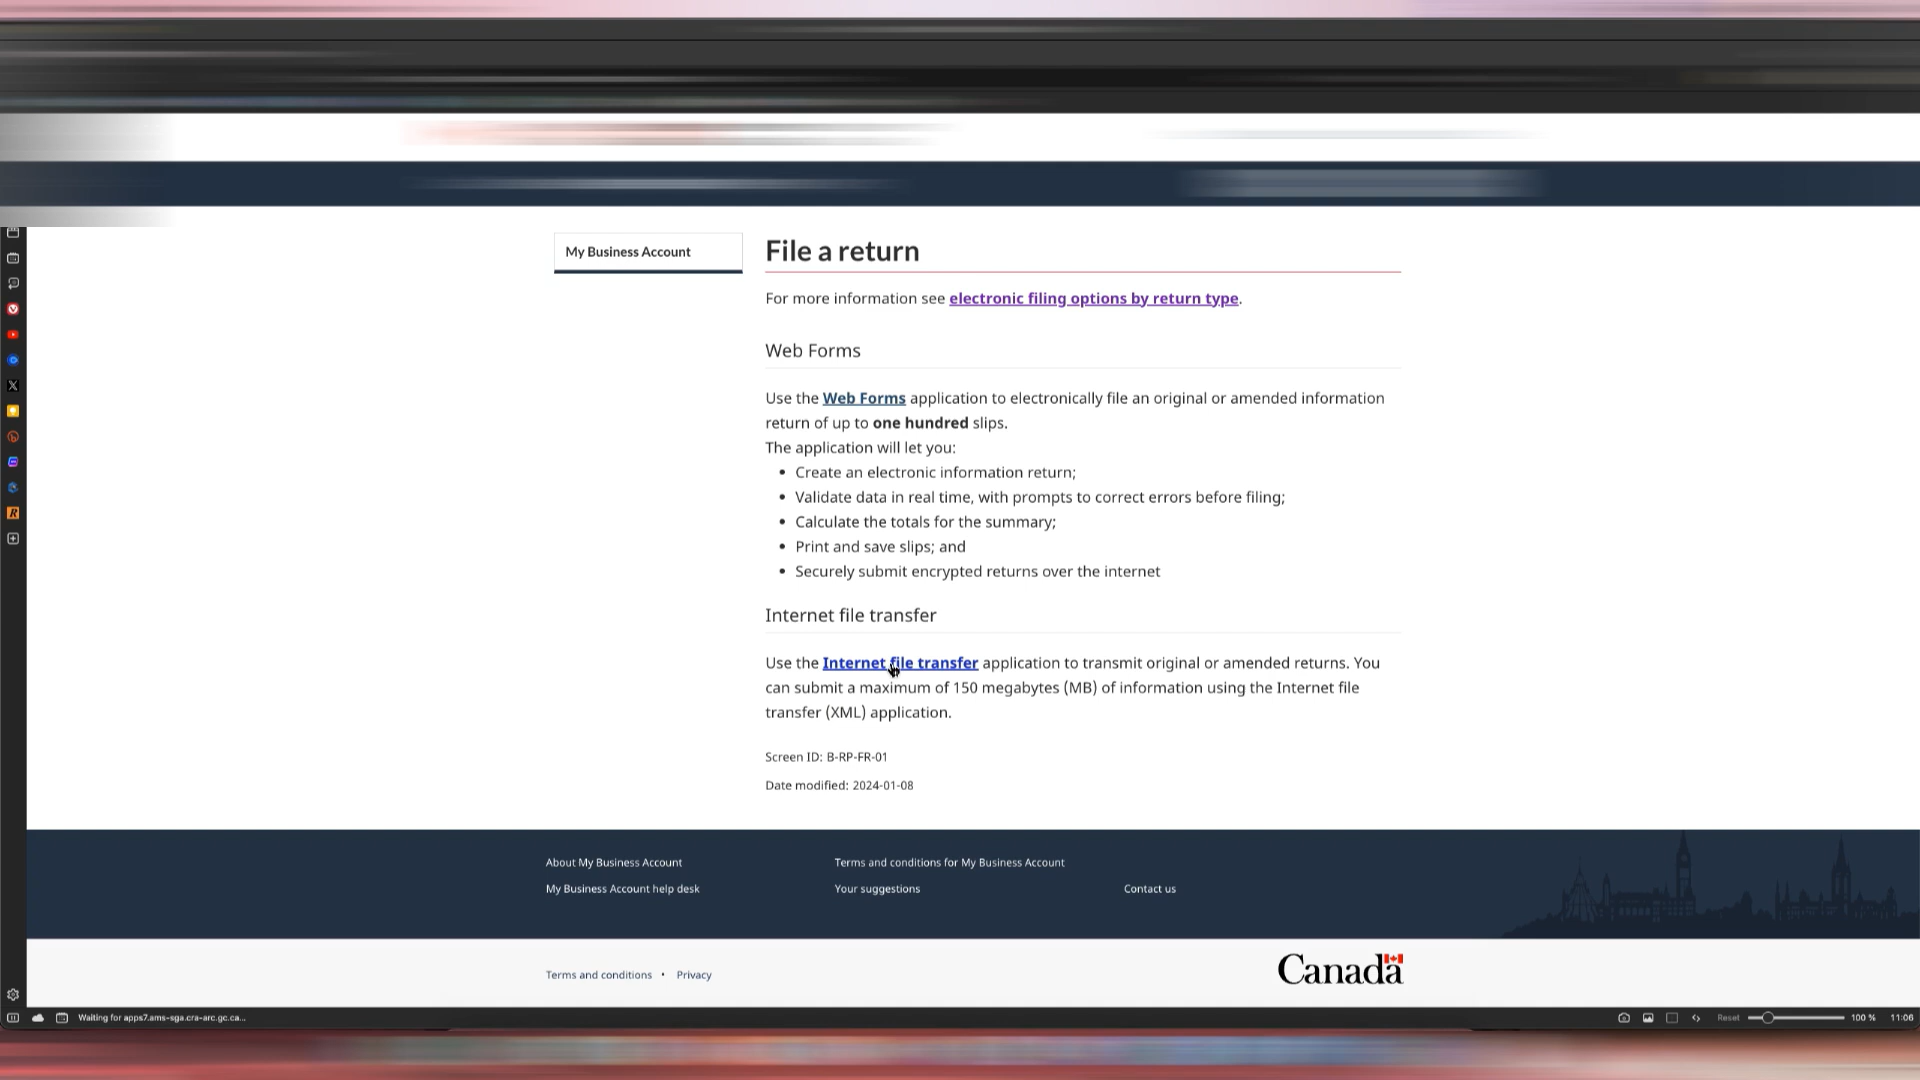 My Business Account
File a return
For more information see electronic filing options by return type.
Web Forms
Use the Web Forms application to electronically file an original or amended information
return of up to one hundred slips.
The application will let you:
Create an electronic information return;
Validate data in real time, with prompts to correct errors before filing;
Calculate the totals for the summary;
Print and save slips; and
Securely submit encrypted returns over the internet
Internet file transfer
Use the Internet file transfer application to transmit original or amended returns. You
can submit a maximum of 150 megabytes (MB) of information using the Internet file
transfer (XML) application.
Screen ID: B-RP-FR-01
Date modified: 2024-01-08
About My Business Account
Terms and conditions for My Business Account
My Business Account help desk
Your suggestions
Contact us
Terms and conditions • Privacy
Canada
Waiting for apps7.ams-sga.cra-arc.gc.ca...
Reset
100 %
11:06